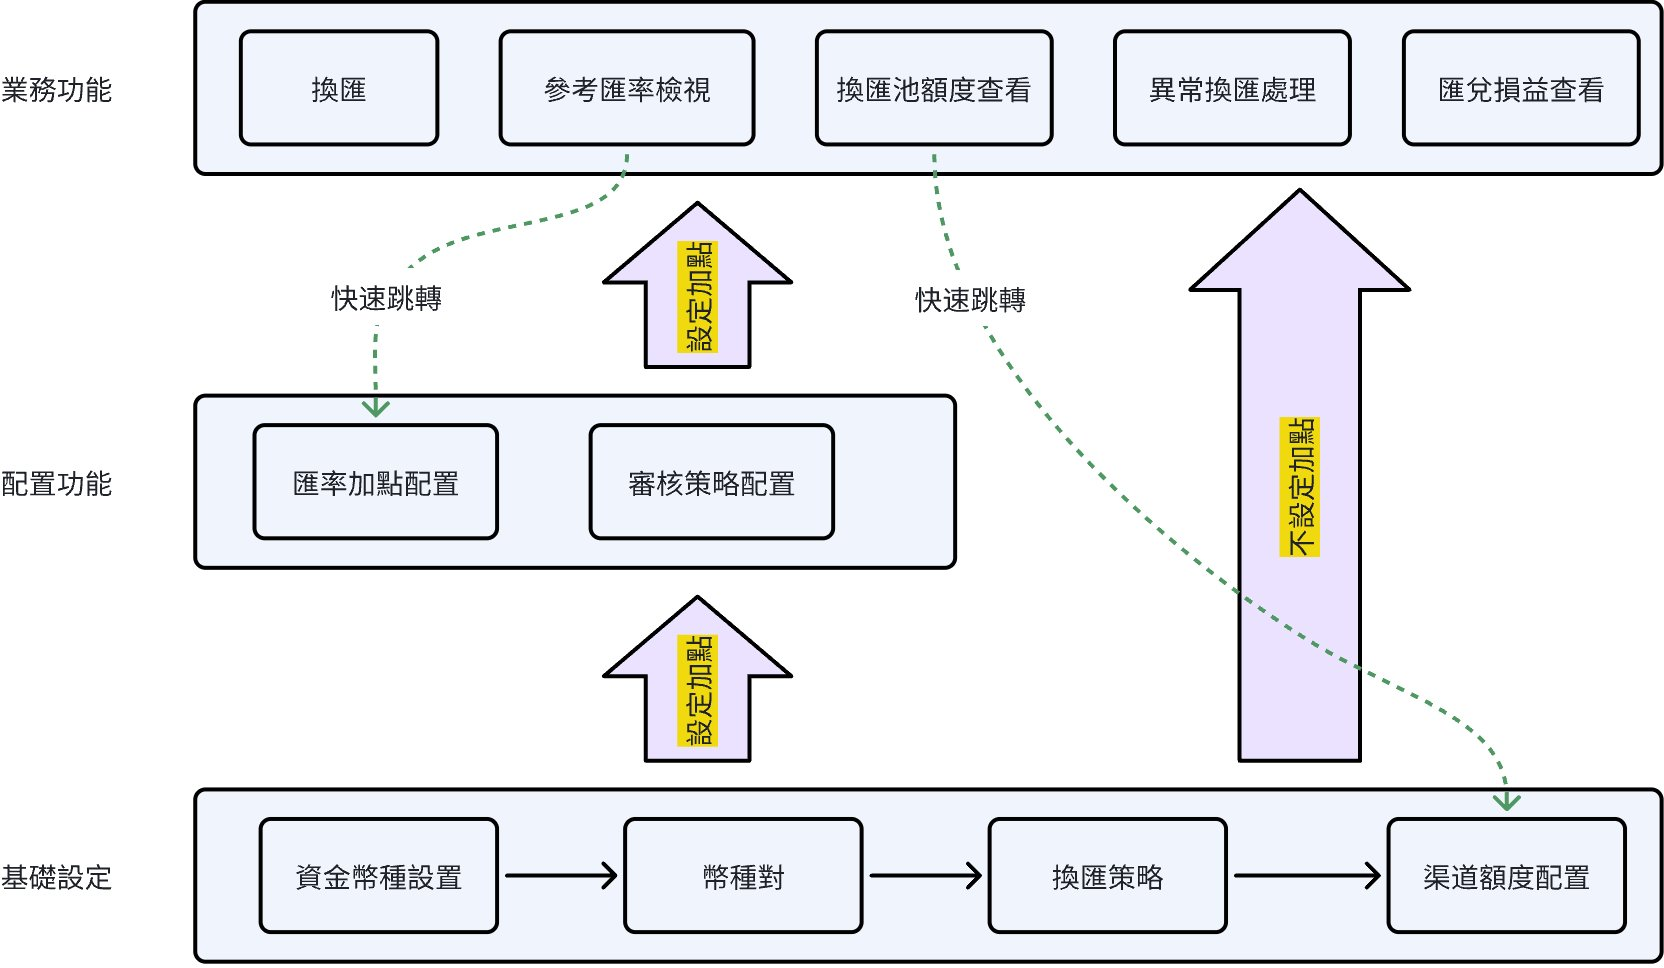 業務功能
換匯
參考匯率檢視
換匯池額度查看
異常換匯處理
匯兌損益查看
設定加點
快速跳轉
快速跳轉
不設定加點
配置功能
匯率加點配置
審核策略配置
設定加點
基礎設定
資金幣種設置
幣種對
換匯策略
渠道額度配置